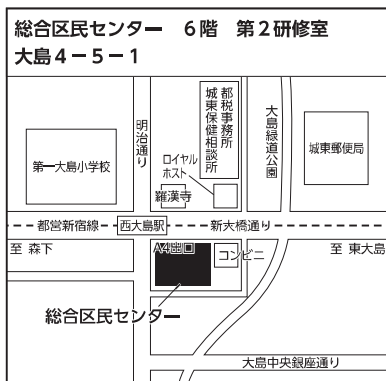 総合区民センター　6階　第2研修室
大島4－5－1
都税事務所
城東保健相談所
明治通り
大島緑道公園
城東郵便局
第一大島小学校
ロイヤル
ホスト
羅漢寺
都営新宿線
西大島駅
新大橋通り
至 森下
A4出口
コンビニ
至 東大島
総合区民センター
大島中央銀座通り